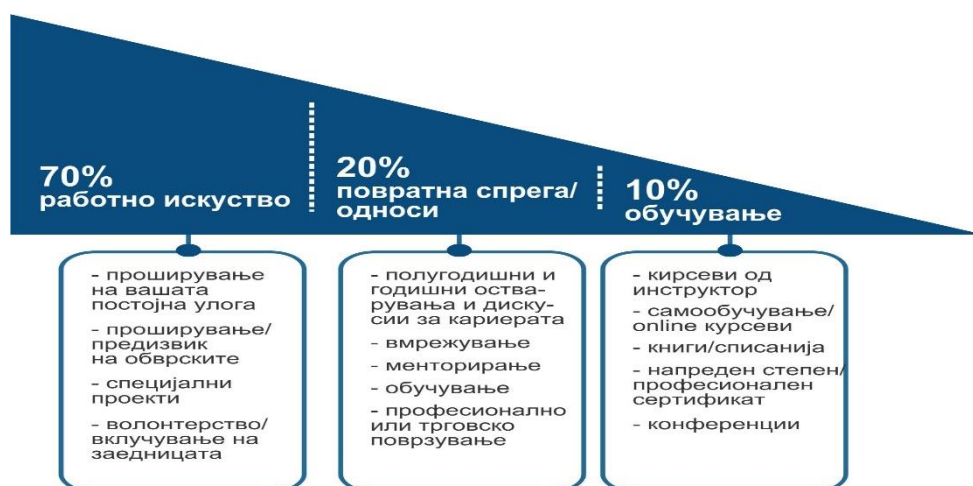 70%
работно искуство
20%
повратна спрега/
односи
10%
обучување
- проширување
на вашата
постојна улога
- проширување/
предизвик
на обврските
- специјални
проекти
- волонтерство/
вклучување на
заедницата
- полугодишни и
годишни оства-
рувања и диску-
сии за кариерата
- вмрежување
- менторирање
- обучување
- професионално
или трговско
поврзување
- кирсеви од
инструктор
- самообучување/
online курсеви
- книги/списанија
- напреден степен/
професионален
сертификат
- конференции